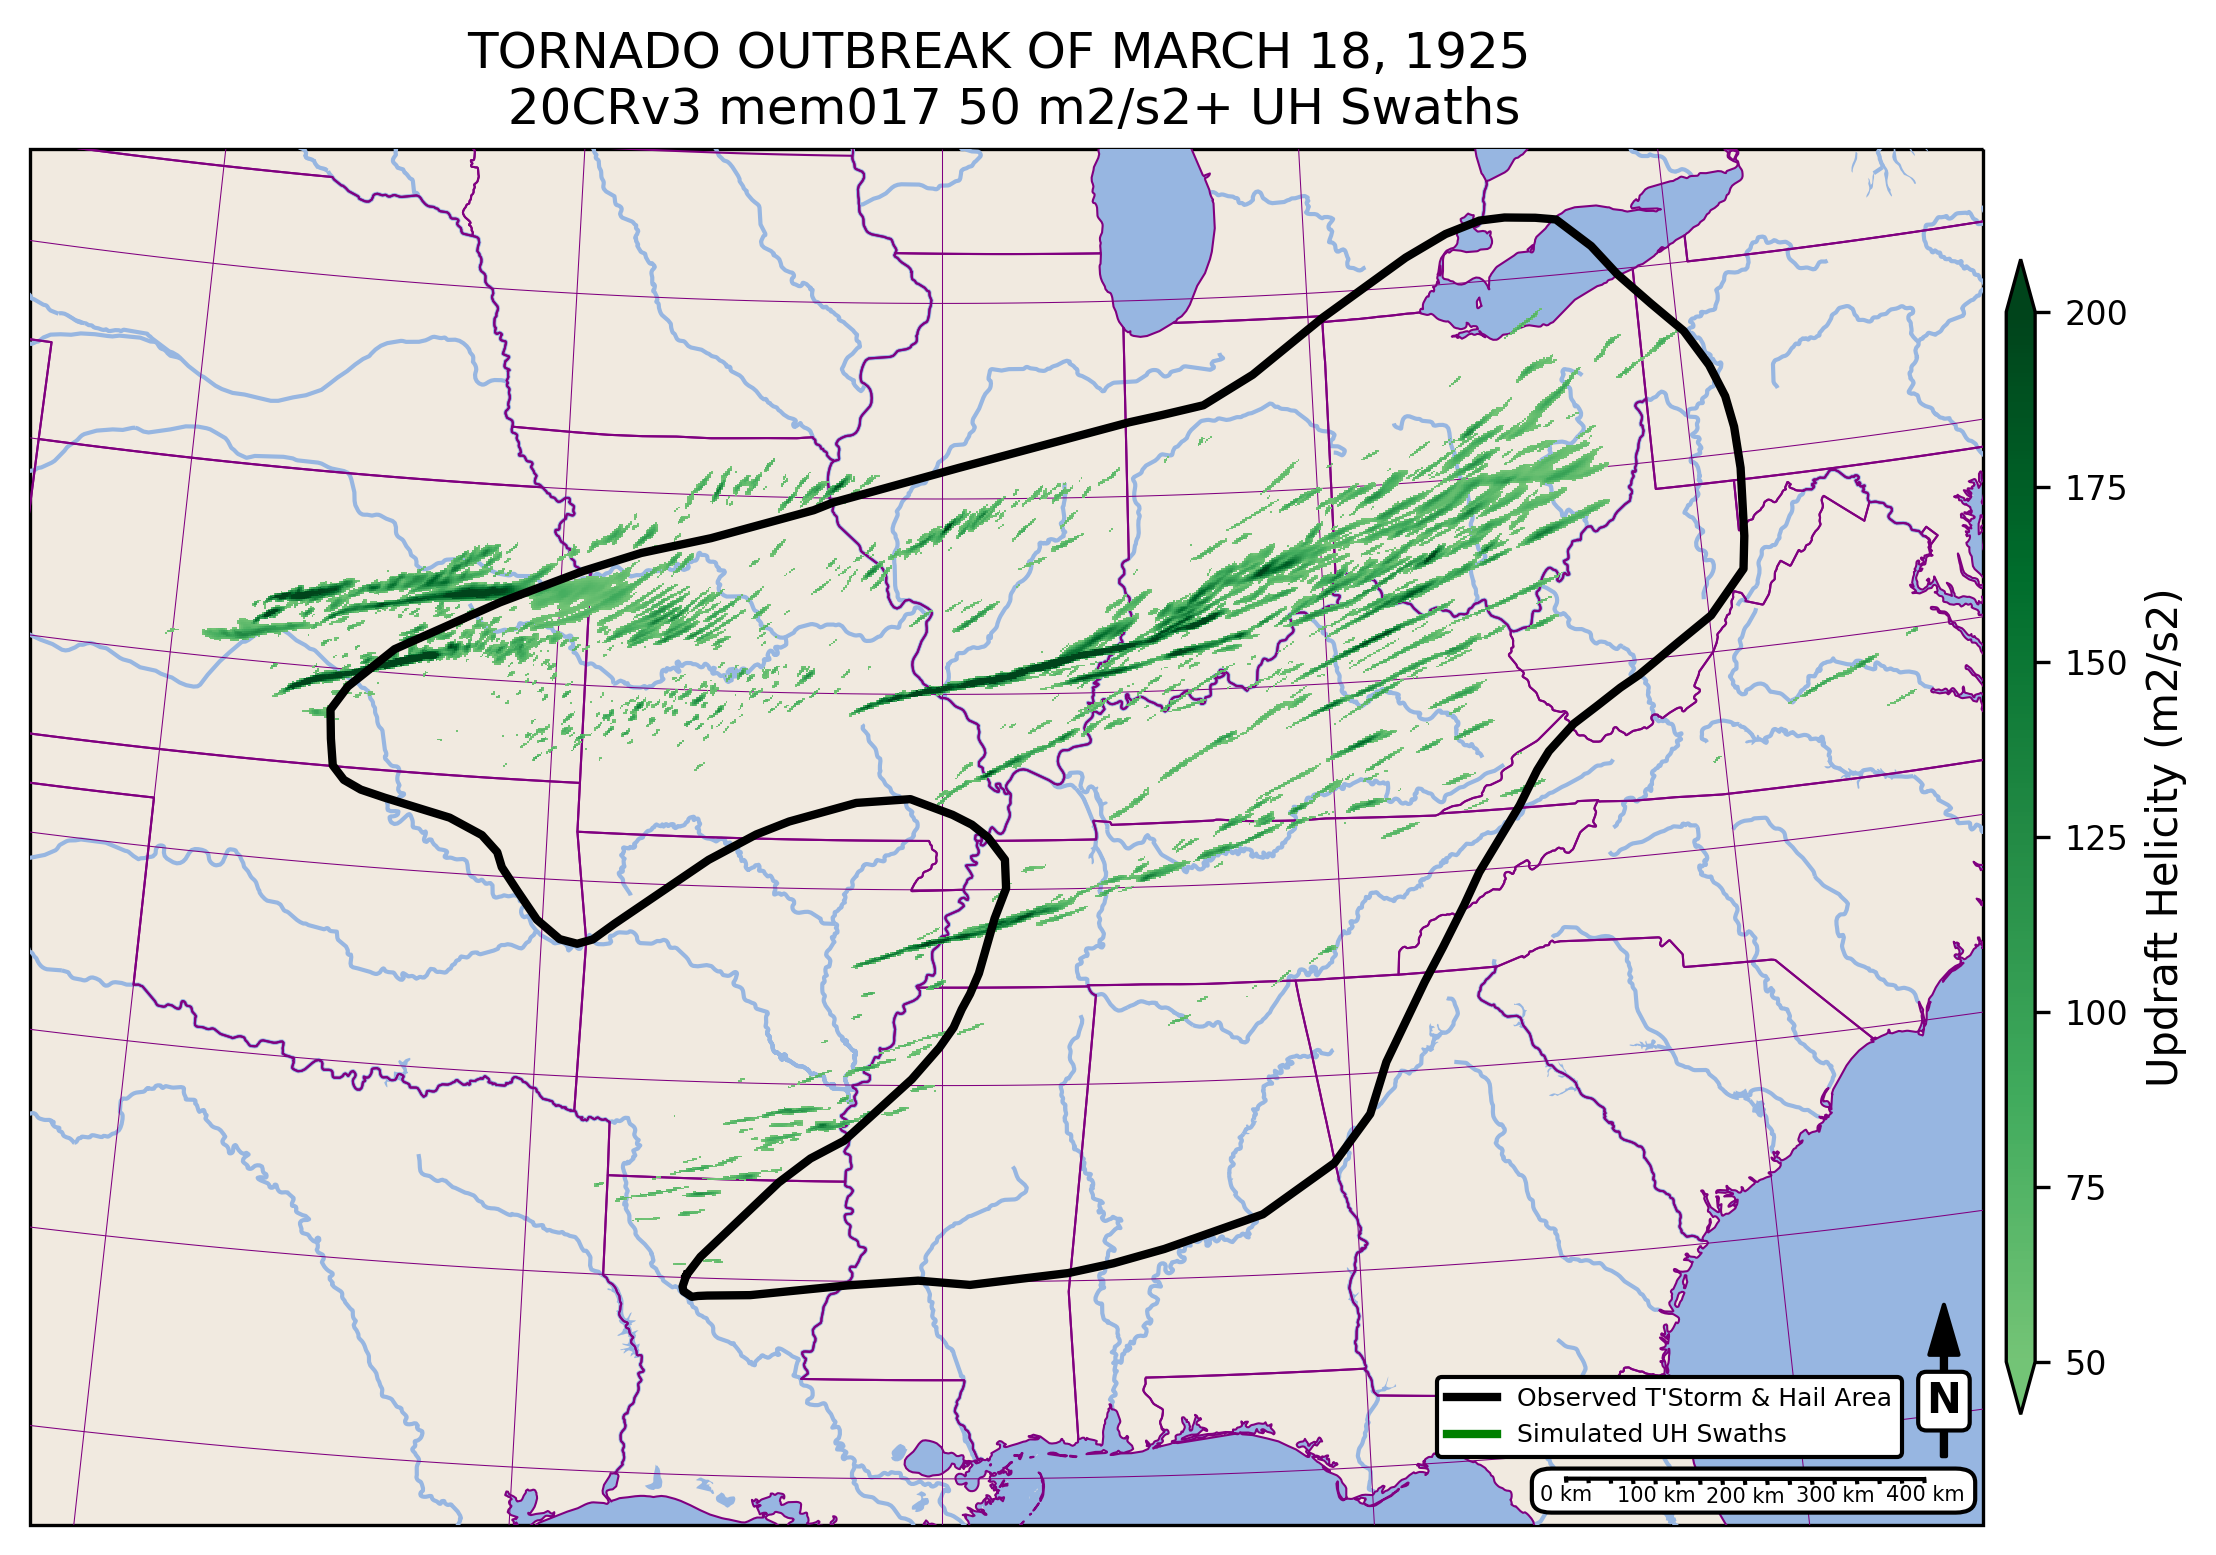 TORNADO OUTBREAK OF MARCH 18, 1925
20CRv3 mem017 50 m2/s2+ UH Swaths
200
175
150
125
100
75
50
Updraft Helicity (m2/s2)
Observed T'Storm & Hail Area
Simulated UH Swaths
N
0 km 100 km 200 km 300 km 400 km